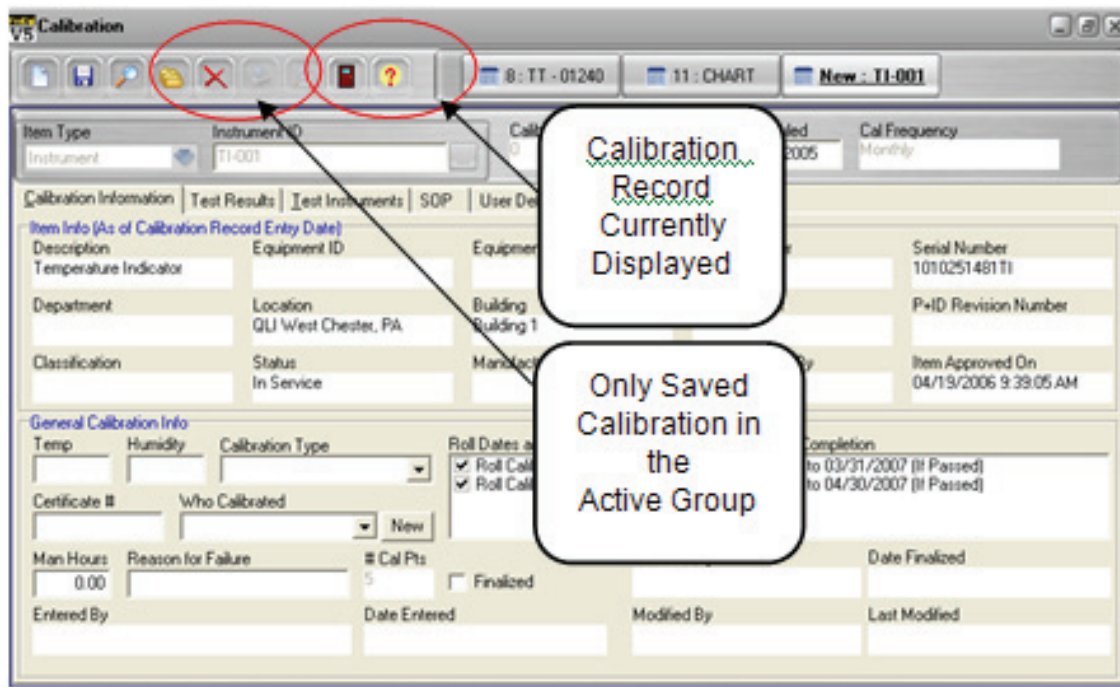 V5 Calibration
8 : TT - 01240
11 : CHART
New : TI-001
Item Type
Instrument ID
Cal Frequency
Instrument
TI-001
0
2005
Monthly
Calibration Information
Test Results
Test Instruments
SOP
Item Info (As of Calibration Record Entry Date)
Description
Equipment ID
Serial Number
Temperature Indicator
1010251481TI
Department
Location
Building
P+ID Revision Number
QLI West Chester, PA
Building 1
Classification
Status
Item Approved On
In Service
04/19/2006 9:39:05 AM
General Calibration Info
Temp
Humidity
Calibration Type
Roll Dates
Completion
to 03/31/2007 (If Passed)
to 04/30/2007 (If Passed)
Certificate #
Who Calibrated
New
Man Hours
Reason for Failure
# Cal Pts
Date Finalized
0.00
5
Finalized
Entered By
Date Entered
Modified By
Last Modified
Calibration
Record
Currently
Displayed
Only Saved
Calibration in
the
Active Group